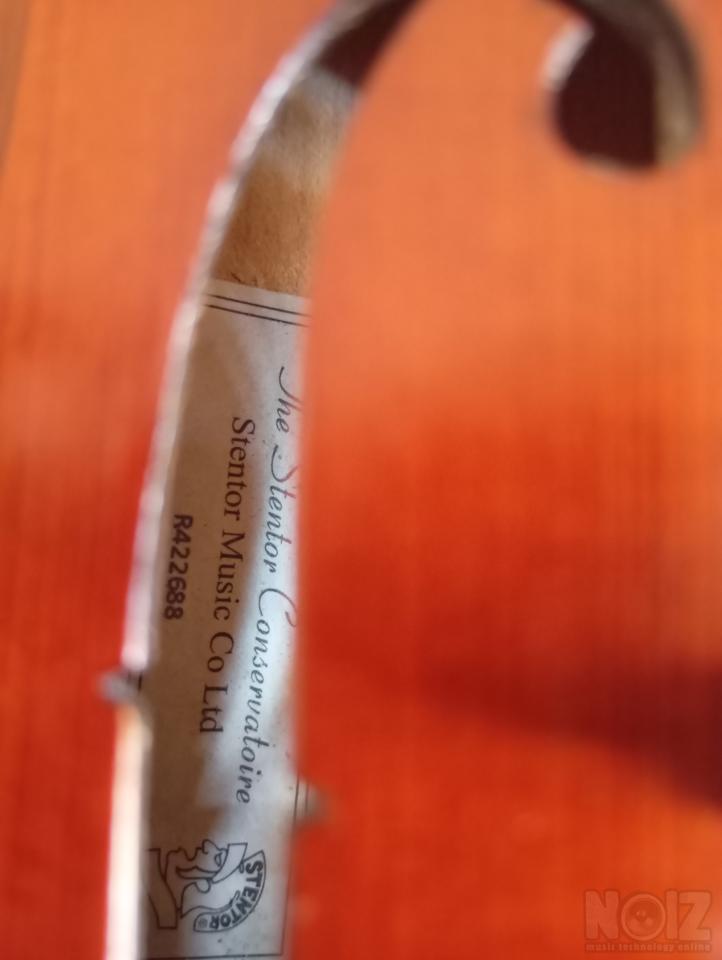 The Stentor Conservatoire
Stentor Music Co Ltd
R422688
STENTOR®
NOIZ
music technology online